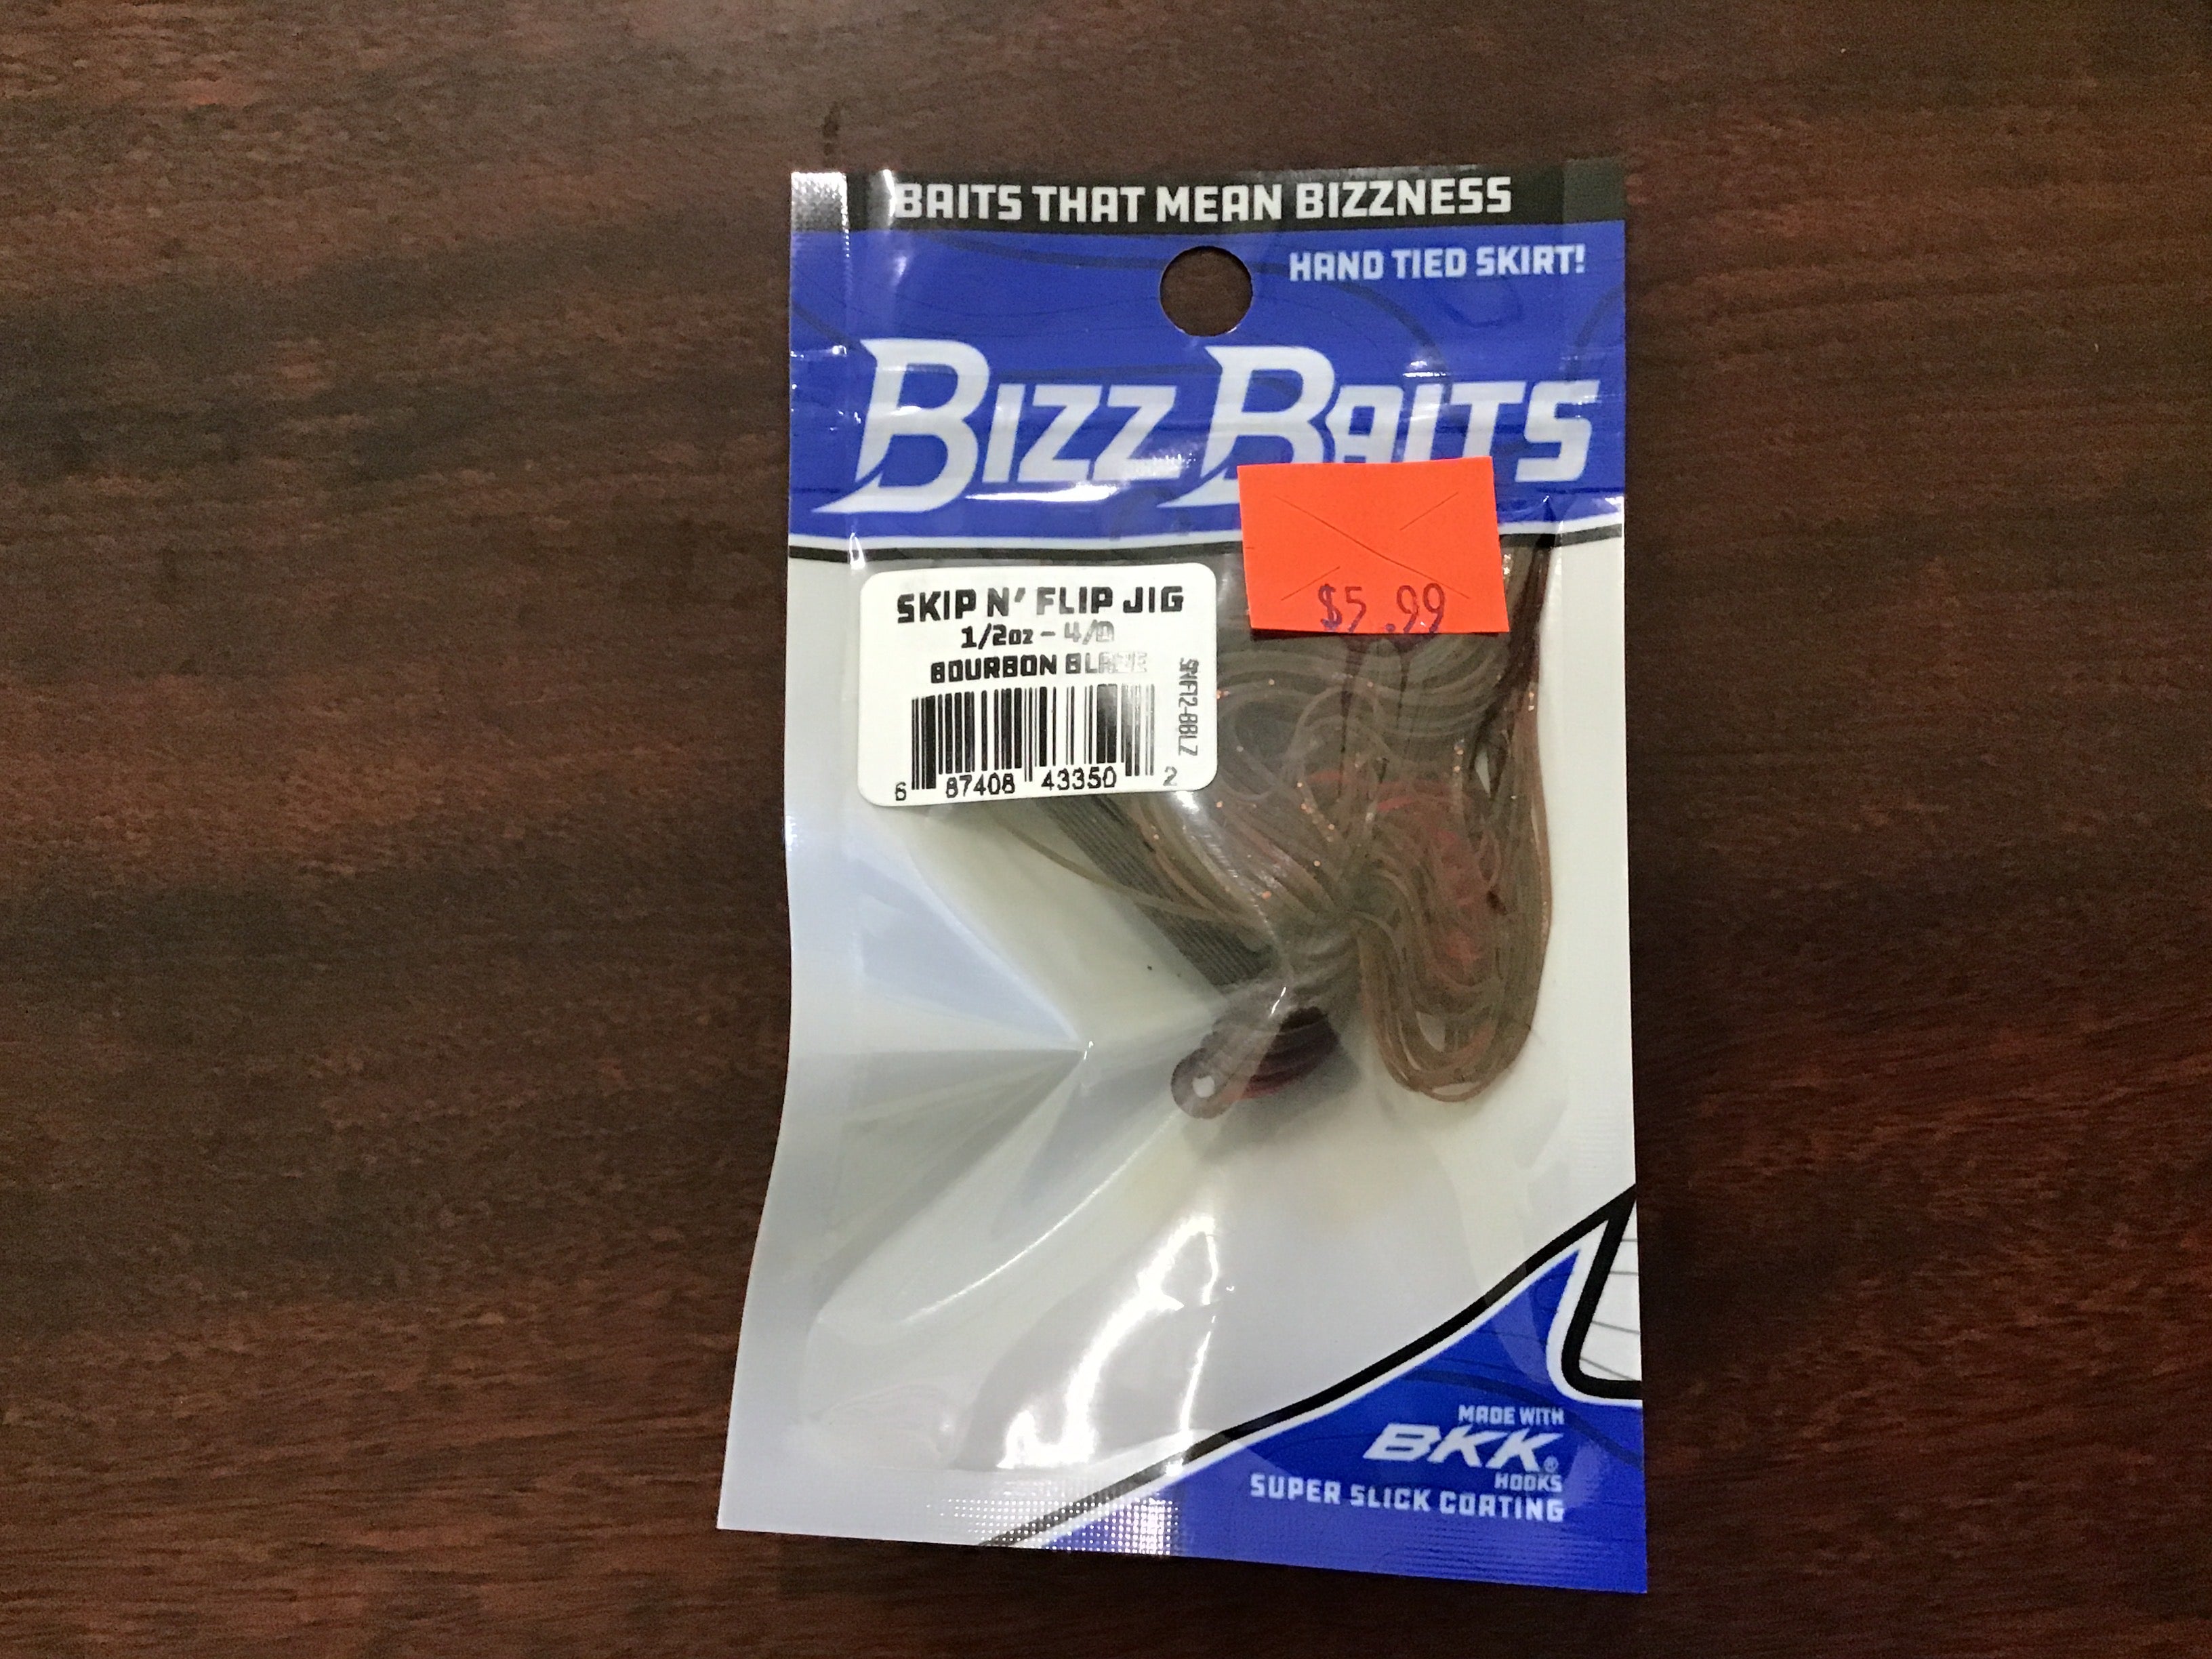 BAITS THAT MEAN BIZZNESS
HAND TIED SKIRT!
BIZZ BAITS
$5.99
SKIP N' FLIP JIG
1/2oz - 4/0
BOURBON BLAZE
SNF12-BBLZ
6 87408 43350 2
MADE WITH
BKK®
HOOKS
SUPER SLICK COATING